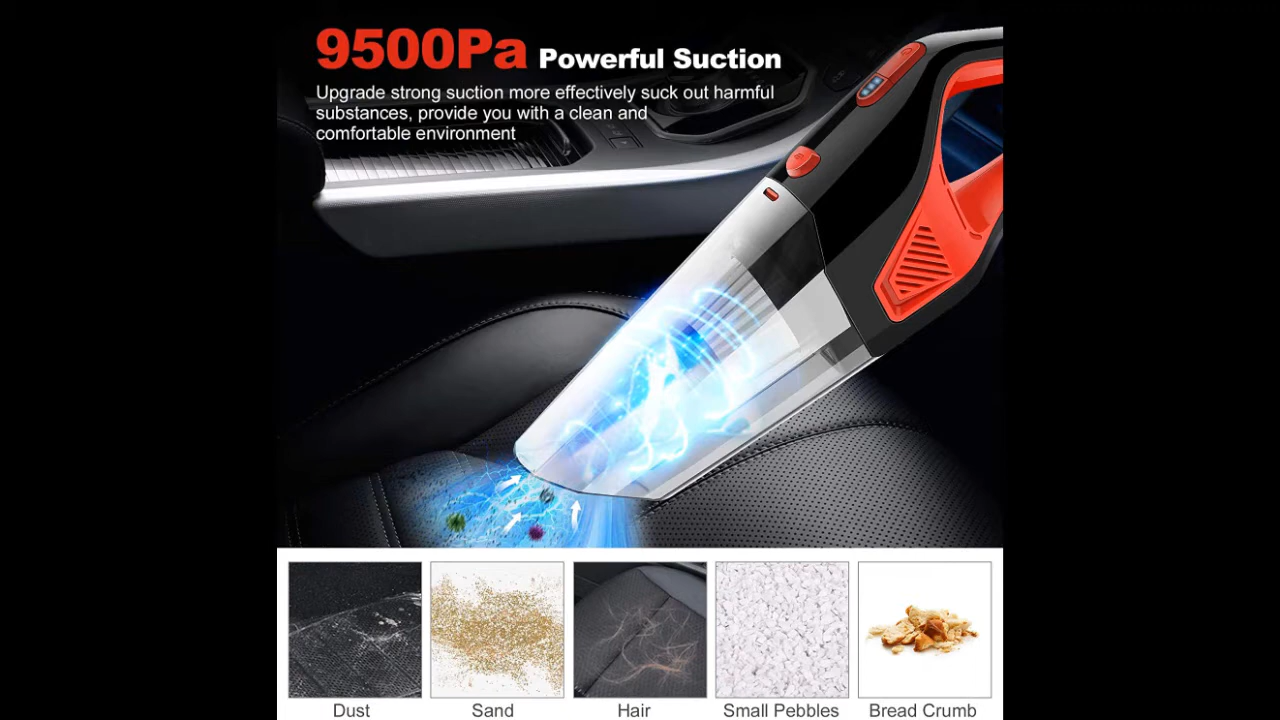 9500Pa Powerful Suction
Upgrade strong suction more effectively suck out harmful
substances, provide you with a clean and
comfortable environment
Dust
Sand
Hair
Small Pebbles
Bread Crumb